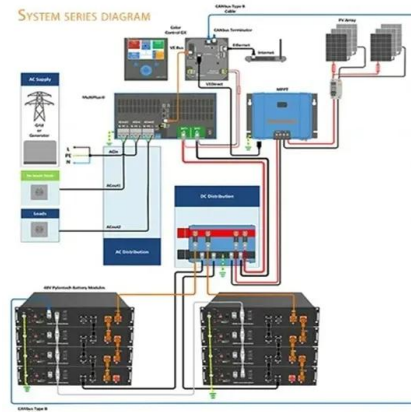 SYSTEM SERIES DIAGRAM
CANbus Type B
Cable
Color
Control GX
CANbus Terminator
VE Bus
Ethernet
Internet
PV Array
AC Supply
Grid
or
Generator
MultiPlus-II
VE.Direct
MPPT
L
PE
N
ACin
ACout1
Loads
ACout2
AC Distribution
DC Distribution
48V Pylontech Battery Modules
CANbus Type B